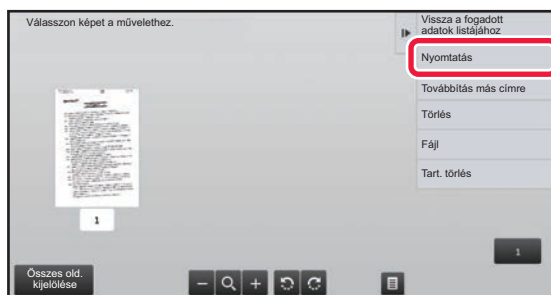 Válasszon képet a művelethez.
Vissza a fogadott
adatok listájához
Nyomtatás
Továbbítás más címre
Törlés
Fájl
Tart. törlés
1
1
Összes old.
kijelölése